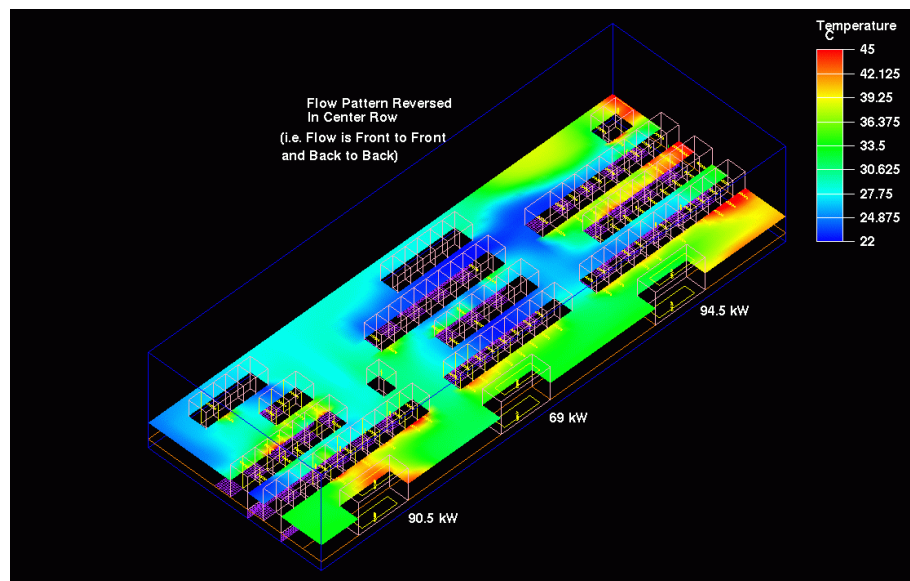 Temperature
C
45
42.125
39.25
36.375
33.5
30.625
27.75
24.875
22
Flow Pattern Reversed
In Center Row
(i.e. Flow is Front to Front
and Back to Back)
94.5 kW
69 kW
90.5 kW